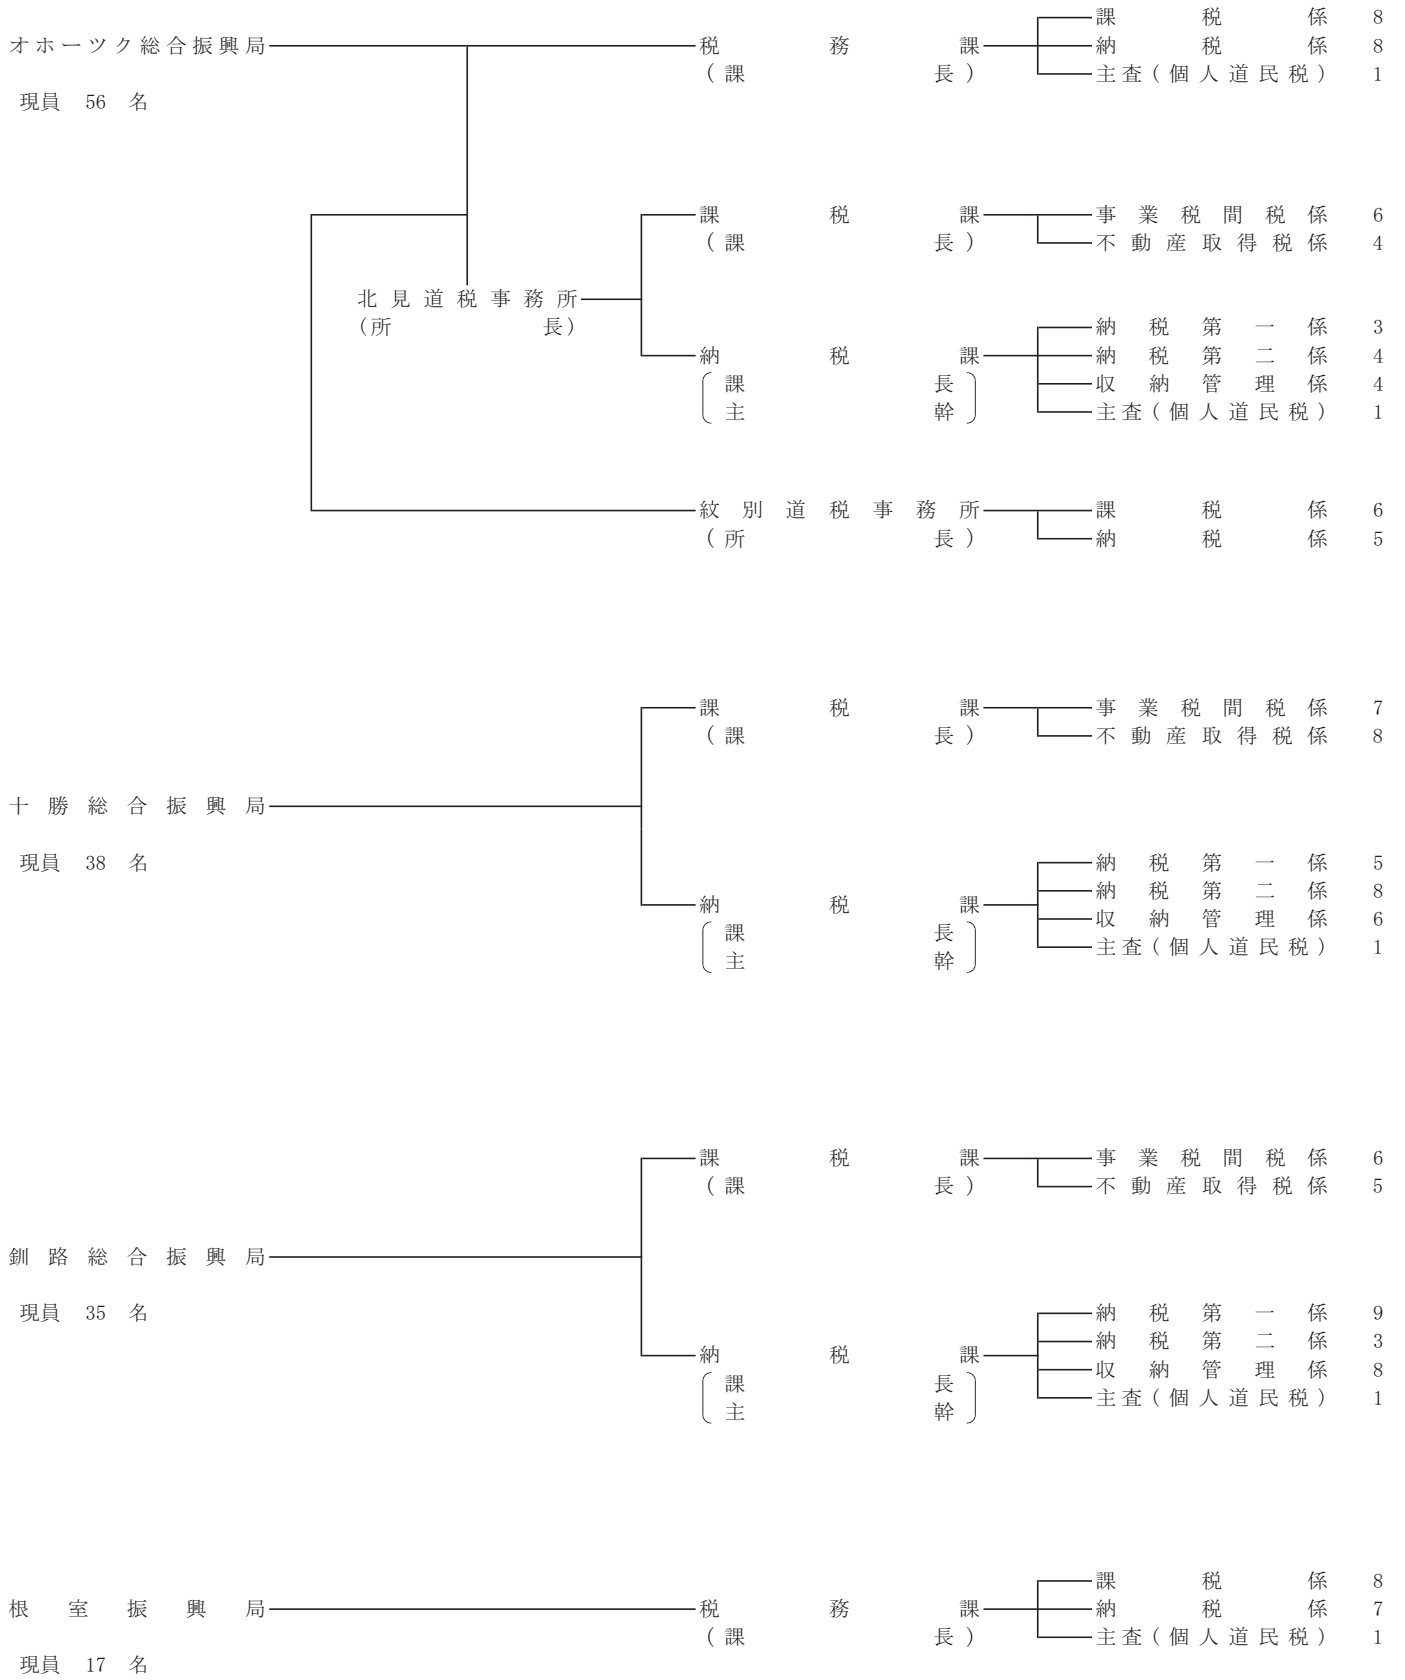 課税係 8
オホーツク総合振興局 税務課 納税係 8
(課長) 主査(個人道民税) 1
現員 56 名
課税課 事業税間税係 6
(課長) 不動産取得税係 4
北見道税事務所
(所長) 納税第一係 3
納税課 納税第二係 4
課長 収納管理係 4
主幹 主査(個人道民税) 1
紋別道税事務所 課税係 6
(所長) 納税係 5
課税課 事業税間税係 7
(課長) 不動産取得税係 8
十勝総合振興局
現員 38 名 納税第一係 5
納税第二係 8
納税課 収納管理係 6
課長 主査(個人道民税) 1
主幹
課税課 事業税間税係 6
(課長) 不動産取得税係 5
釧路総合振興局
現員 35 名 納税第一係 9
納税第二係 3
納税課 収納管理係 8
課長 主査(個人道民税) 1
主幹
課税係 8
根室振興局 税務課 納税係 7
(課長) 主査(個人道民税) 1
現員 17 名